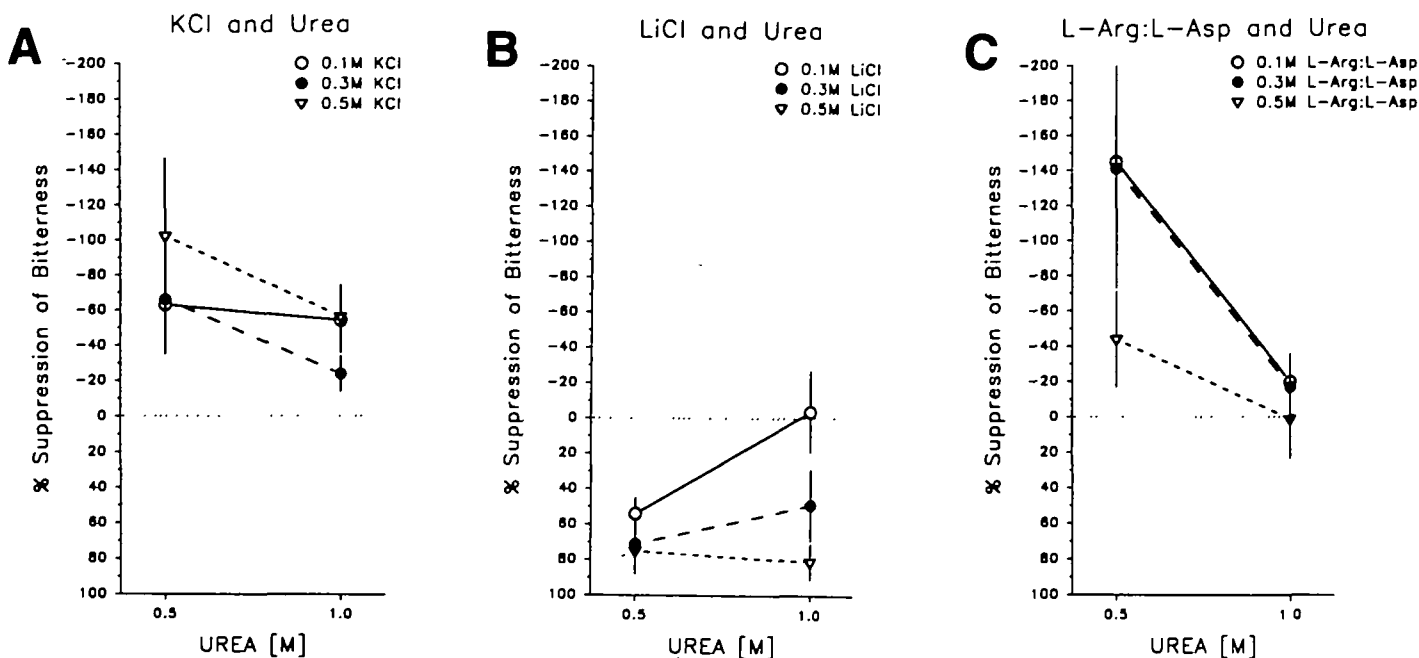 A
KCl and Urea
0.1M KCl
0.3M KCl
0.5M KCl
% Suppression of Bitterness
-200
-180
-160
-140
-120
-100
-80
-60
-40
-20
0
20
40
60
80
100
0.5
1.0
UREA [M]
B
LiCl and Urea
0.1M LiCl
0.3M LiCl
0.5M LiCl
% Suppression of Bitterness
-200
-180
-160
-140
-120
-100
-80
-60
-40
-20
0
20
40
60
80
100
0.5
1.0
UREA [M]
C
L-Arg:L-Asp and Urea
0.1M L-Arg:L-Asp
0.3M L-Arg:L-Asp
0.5M L-Arg:L-Asp
% Suppression of Bitterness
-200
-180
-160
-140
-120
-100
-80
-60
-40
-20
0
20
40
60
80
100
0.5
1.0
UREA [M]